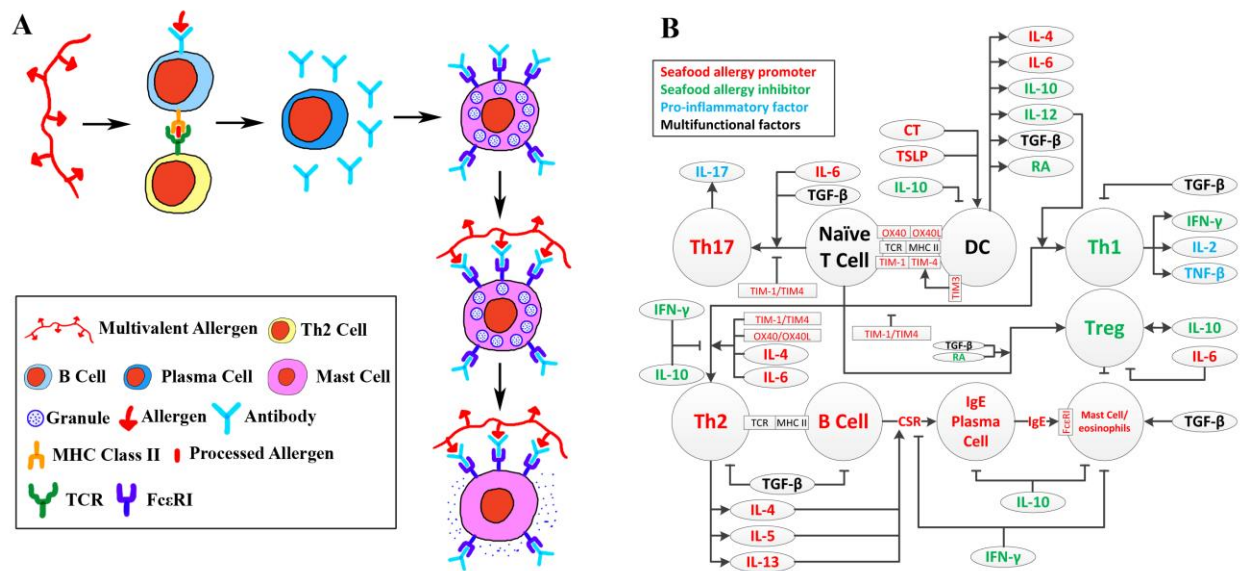 A
Multivalent Allergen
Th2 Cell
B Cell
Plasma Cell
Mast Cell
Granule
Allergen
Antibody
MHC Class II
Processed Allergen
TCR
FcεRI
B
Seafood allergy promoter
Seafood allergy inhibitor
Pro-inflammatory factor
Multifunctional factors
IL-4
IL-6
IL-10
IL-12
TGF-β
RA
CT
TSLP
IL-10
IL-17
IL-6
TGF-β
Th17
Naïve
T Cell
OX40
OX40L
TCR
MHC II
TIM-1
TIM-4
DC
TIM3
TGF-β
Th1
IFN-γ
IL-2
TNF-β
TIM-1/TIM4
TIM-1/TIM4
IFN-γ
IL-10
TIM-1/TIM4
OX40/OX40L
IL-4
IL-6
TGF-β
RA
Treg
IL-10
IL-6
Th2
TCR
MHC II
B Cell
CSR
IgE
Plasma
Cell
IgE
FcεRI
Mast Cell/
eosinophils
TGF-β
TGF-β
IL-10
IL-4
IL-5
IL-13
IFN-γ